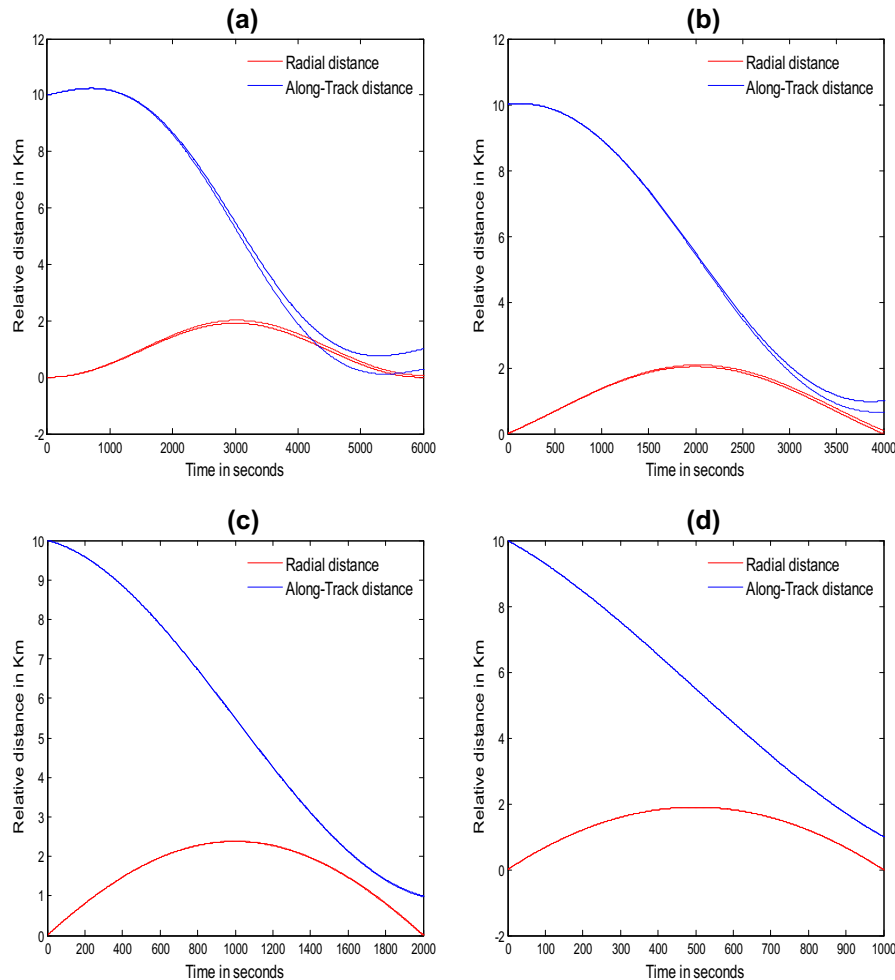 (a)
12
10
8
6
4
2
0
-2
0 1000 2000 3000 4000 5000 6000
Radial distance
Along-Track distance
Relative distance in Km
Time in seconds
(b)
12
10
8
6
4
2
0
0 500 1000 1500 2000 2500 3000 3500 4000
Radial distance
Along-Track distance
Relative distance in Km
Time in seconds
(c)
10
9
8
7
6
5
4
3
2
1
0
0 200 400 600 800 1000 1200 1400 1600 1800 2000
Radial distance
Along-Track distance
Relative distance in Km
Time in seconds
(d)
10
8
6
4
2
0
-2
0 100 200 300 400 500 600 700 800 900 1000
Radial distance
Along-Track distance
Relative distance in Km
Time in seconds